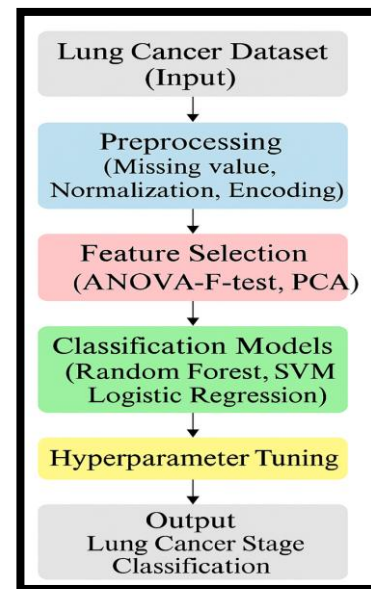 Lung Cancer Dataset
(Input)
Preprocessing
(Missing value,
Normalization, Encoding)
Feature Selection
(ANOVA-F-test, PCA)
Classification Models
(Random Forest, SVM
Logistic Regression)
Hyperparameter Tuning
Output
Lung Cancer Stage
Classification